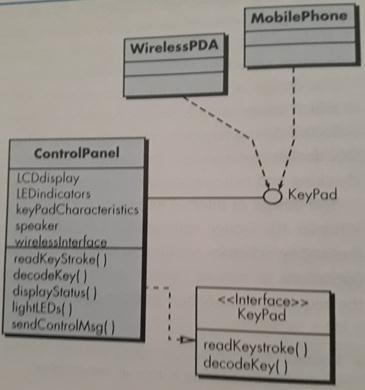 MobilePhone
WirelessPDA
ControlPanel
LCDdisplay
LEDindicators
keyPadCharacteristics
speaker
wirelessInterface
readKeyStroke( )
decodeKey( )
displayStatus( )
lightLEDs( )
sendControlMsg( )
KeyPad
<<Interface>>
KeyPad
readKeystroke( )
decodeKey( )